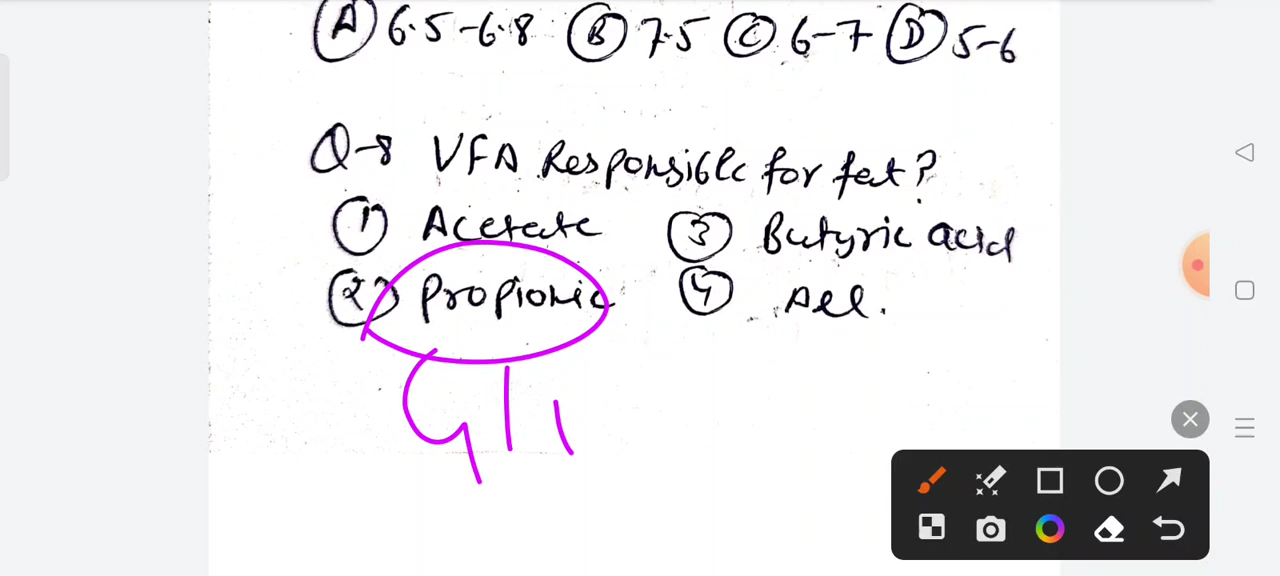 (A) 6.5-6.8 (B) 7.5 (C) 6-7 (D) 5-6
Q-8 VFA Responsible for fat?
(1) Acetate (3) Butyric acid
(2) Propionic (4) All.